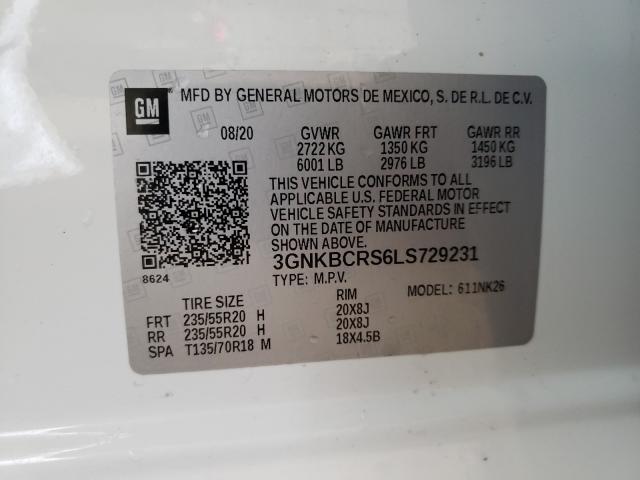 GM
MFD BY GENERAL MOTORS DE MEXICO, S. DE R.L. DE C.V.
08/20 GVWR GAWR FRT GAWR RR
2722 KG 1350 KG 1450 KG
6001 LB 2976 LB 3196 LB
THIS VEHICLE CONFORMS TO ALL
APPLICABLE U.S. FEDERAL MOTOR
VEHICLE SAFETY STANDARDS IN EFFECT
ON THE DATE OF MANUFACTURE
SHOWN ABOVE.
3GNKBCRS6LS729231
8624
TYPE: M.P.V. MODEL: 611NK26
TIRE SIZE RIM
FRT 235/55R20 H 20X8J
RR 235/55R20 H 20X8J
SPA T135/70R18 M 18X4.5B